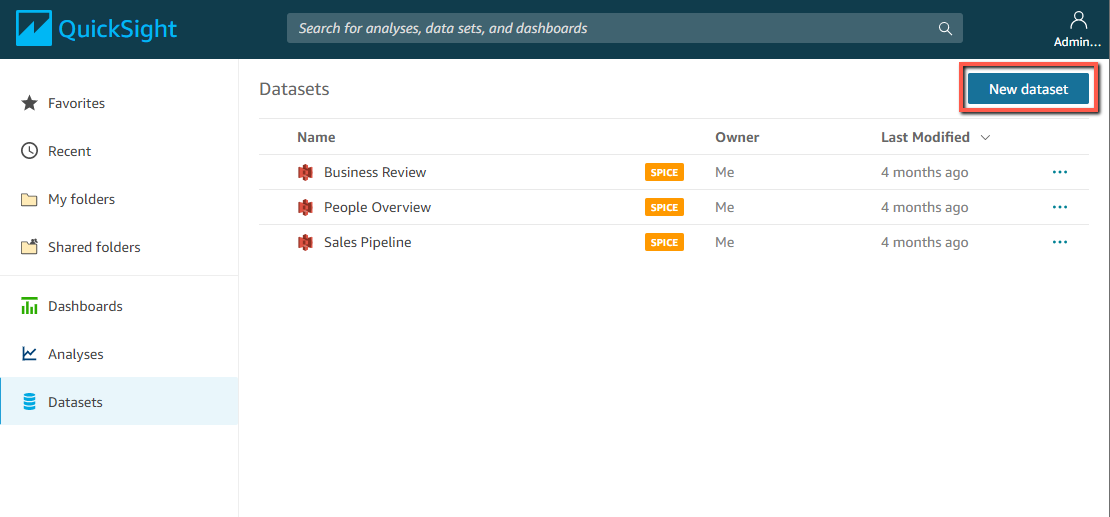 QuickSight
Search for analyses, data sets, and dashboards
Admin...
Favorites
Recent
My folders
Shared folders
Dashboards
Analyses
Datasets
Datasets
New dataset
Name Owner Last Modified
Business Review SPICE Me 4 months ago
People Overview SPICE Me 4 months ago
Sales Pipeline SPICE Me 4 months ago